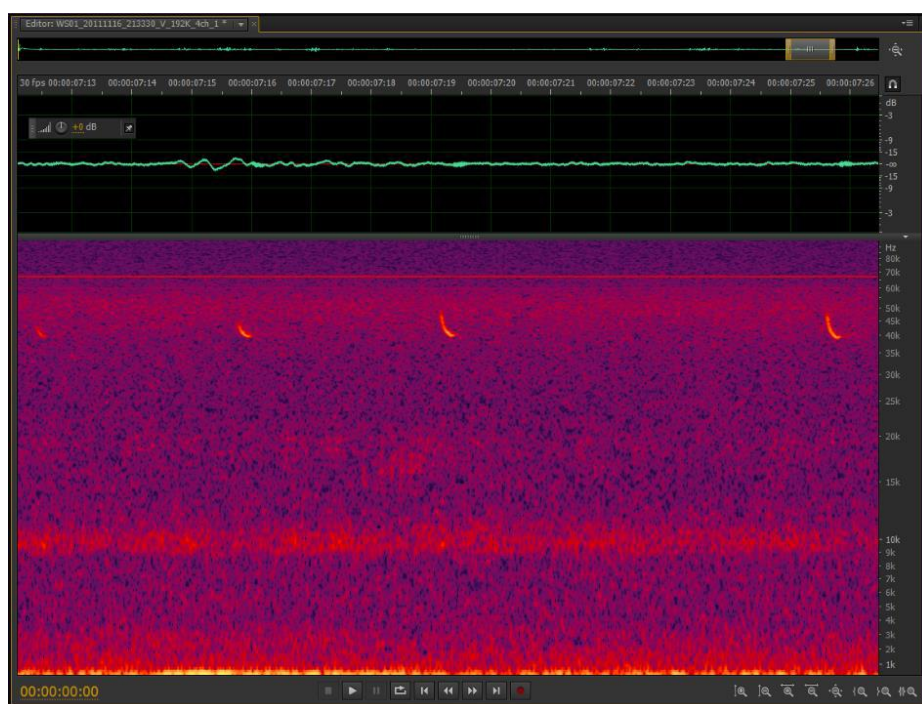 Editor: WS01_20111116_213330_V_192K_4ch_1 *
30 fps 00:00:07:13 00:00:07:14 00:00:07:15 00:00:07:16 00:00:07:17 00:00:07:18 00:00:07:19 00:00:07:20 00:00:07:21 00:00:07:22 00:00:07:23 00:00:07:24 00:00:07:25 00:00:07:26
dB
-3
+0 dB
-9
-15
-∞
-15
-9
-3
Hz
80k
70k
60k
50k
45k
40k
35k
30k
25k
20k
15k
10k
9k
8k
7k
6k
5k
4k
3k
2k
1k
00:00:00:00